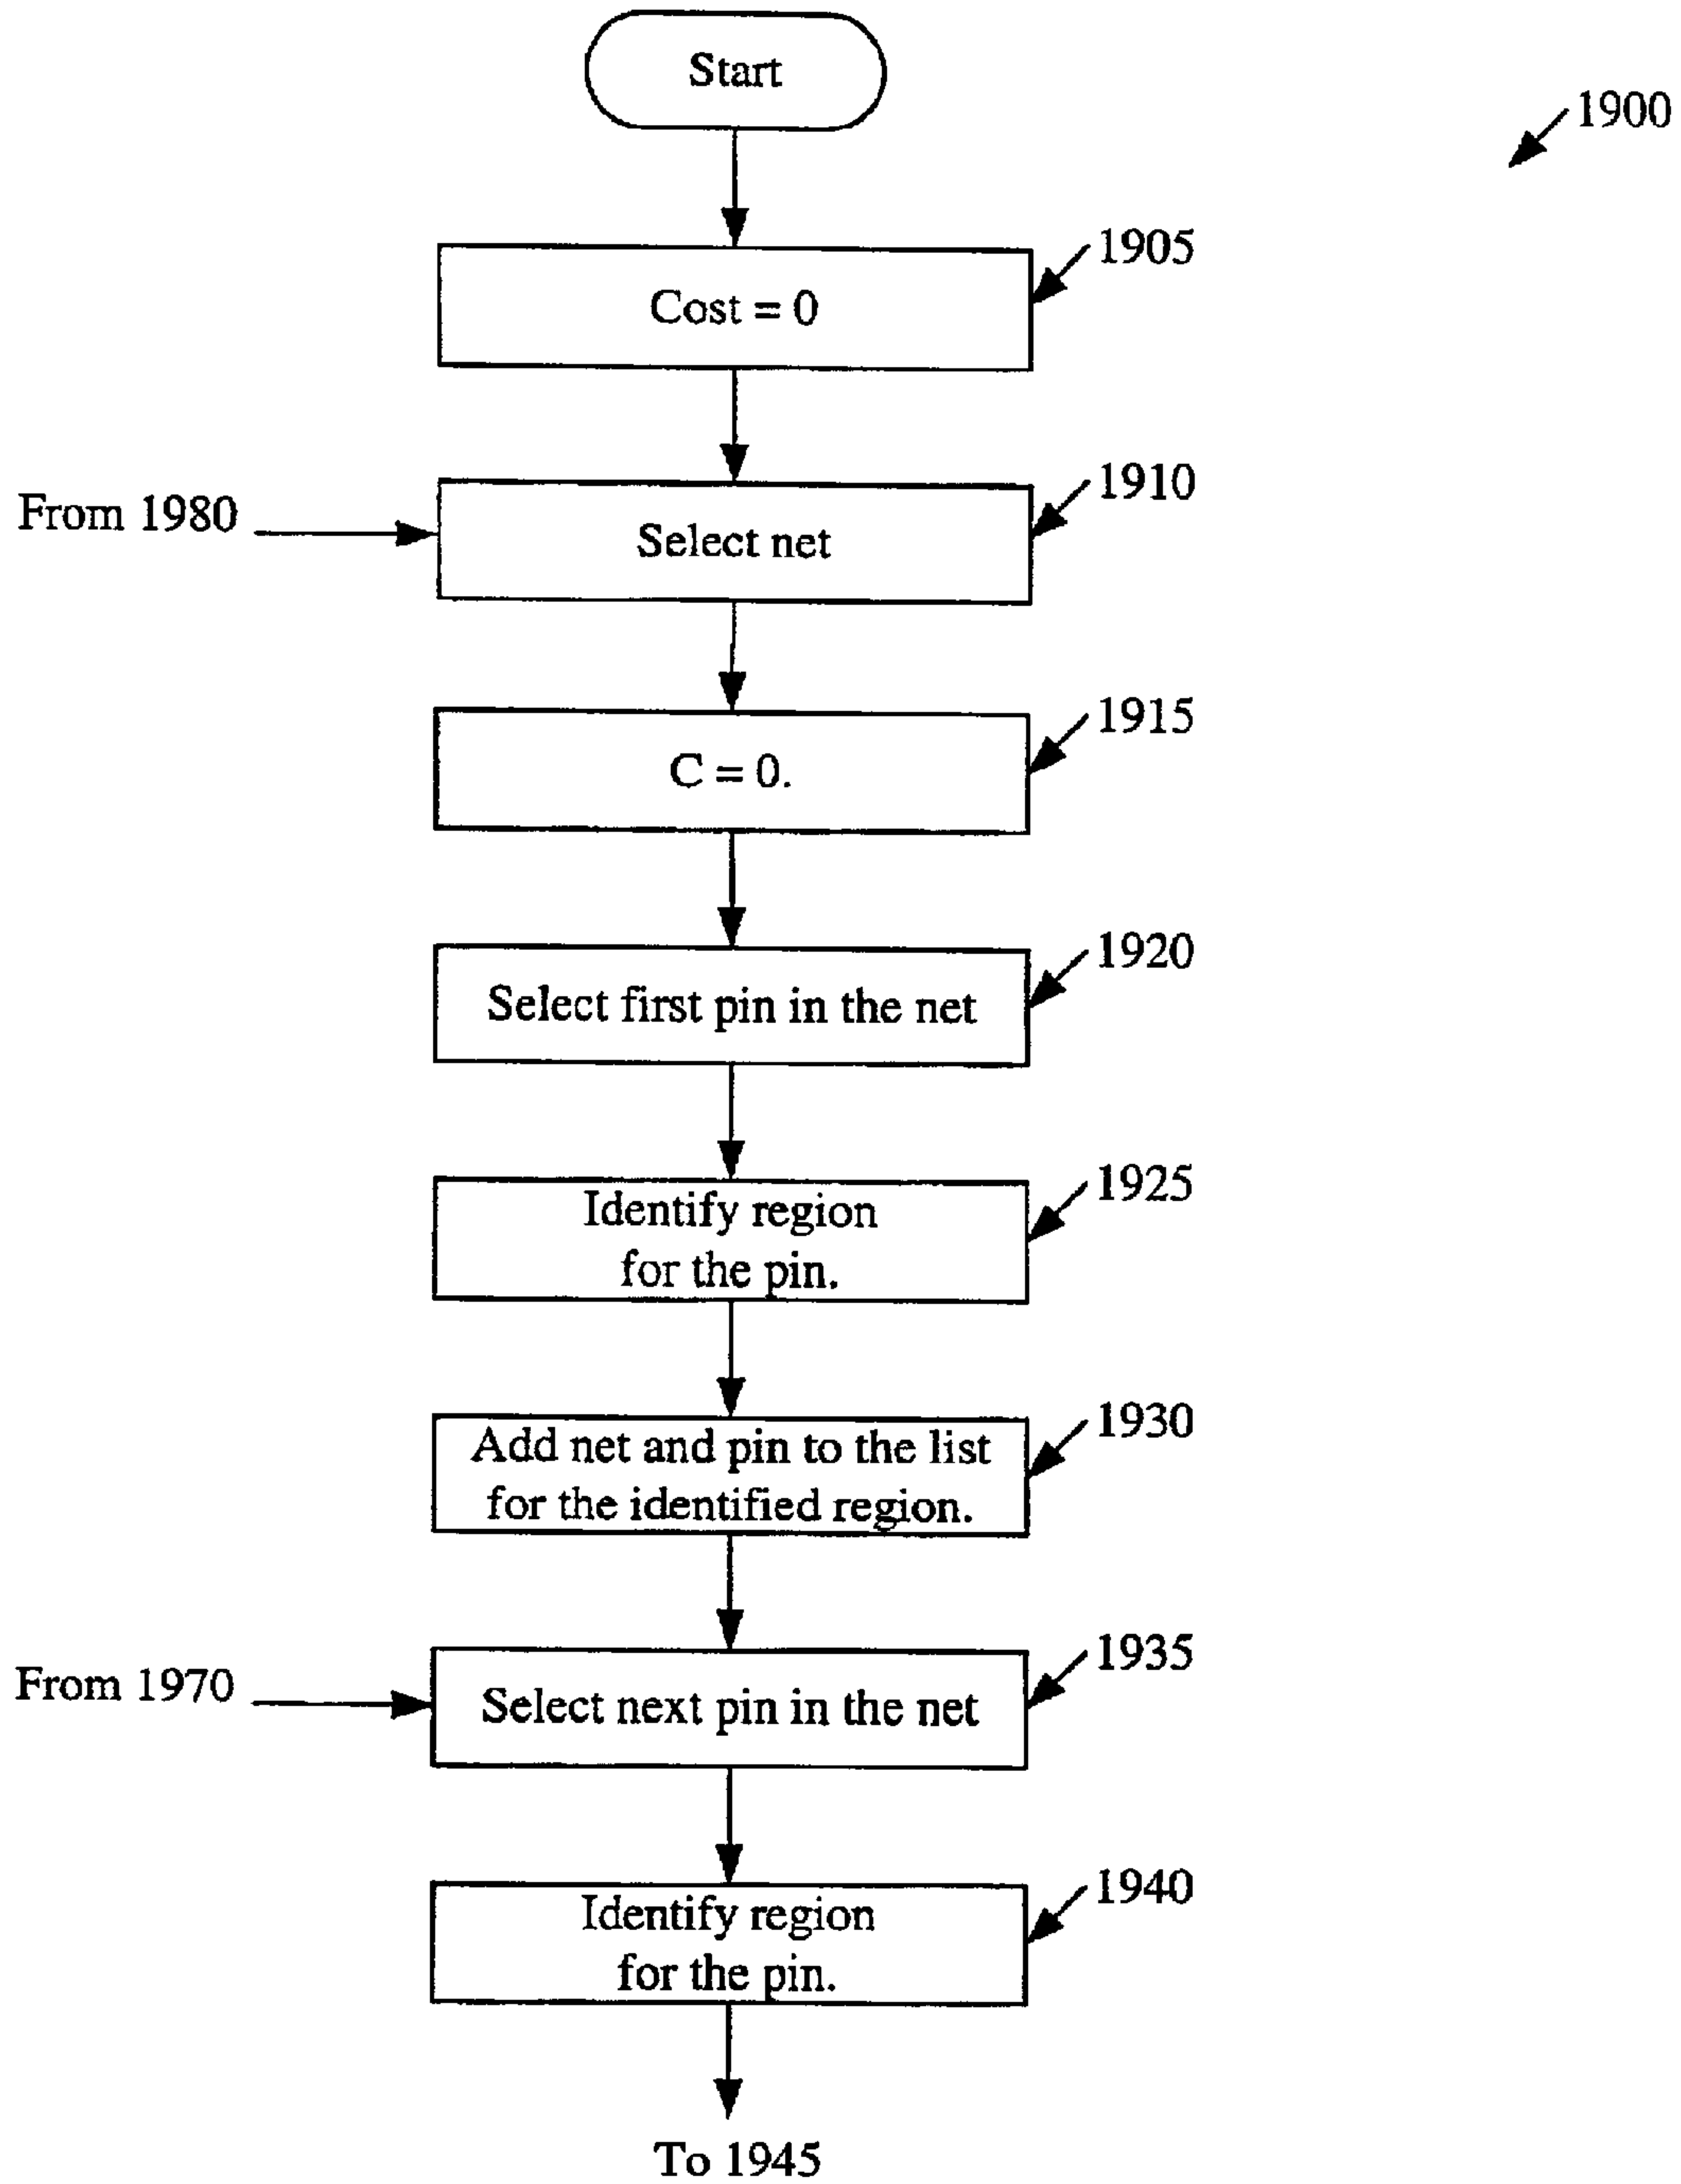 Start
1900
1905
Cost = 0
1910
From 1980
Select net
1915
C = 0.
1920
Select first pin in the net
1925
Identify region
for the pin.
1930
Add net and pin to the list
for the identified region.
1935
From 1970
Select next pin in the net
1940
Identify region
for the pin.
To 1945